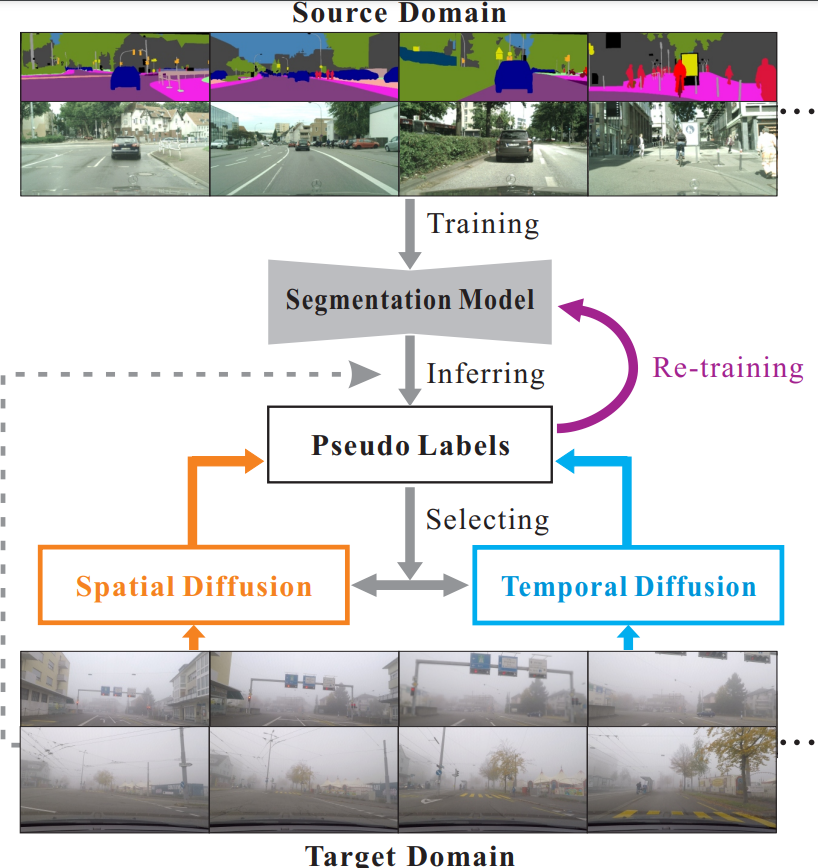 Source Domain
Training
Segmentation Model
Inferring
Re-training
Pseudo Labels
Selecting
Spatial Diffusion
Temporal Diffusion
Target Domain